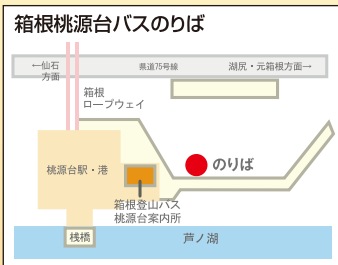 箱根桃源台バスのりば
←仙石
方面
県道75号線
湖尻・元箱根方面→
箱根
ロープウェイ
桃源台駅・港
のりば
箱根登山バス
桃源台案内所
桟橋
芦ノ湖